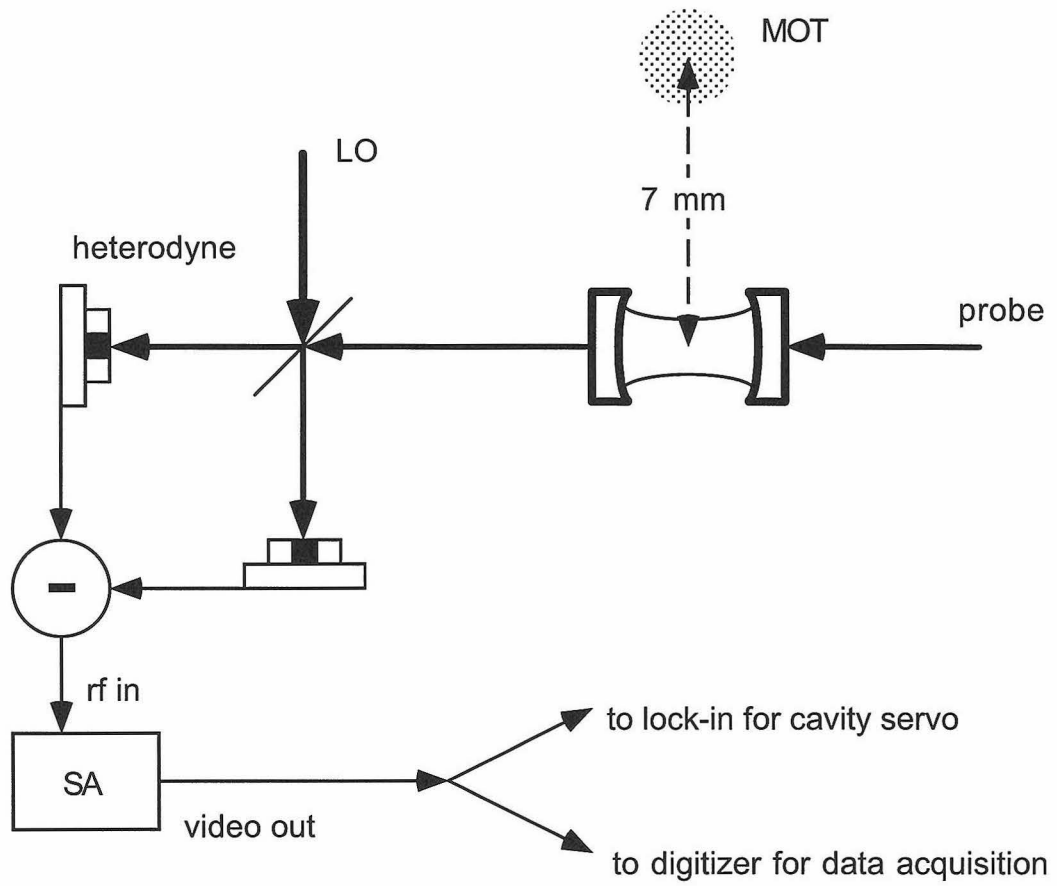 MOT
LO
7 mm
heterodyne
probe
-
rf in
to lock-in for cavity servo
SA
video out
to digitizer for data acquisition